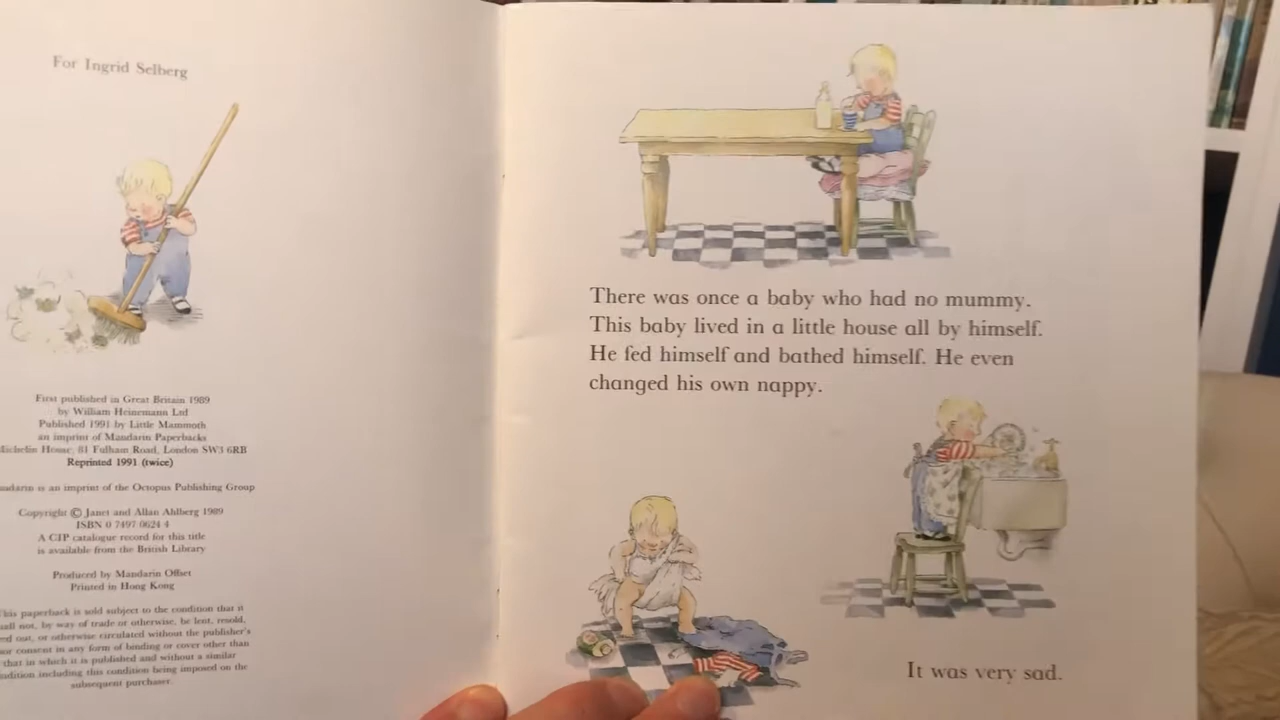 For Ingrid Selberg
First published in Great Britain 1989
by William Heinemann Ltd
Published 1991 by Little Mammoth
an imprint of Mandarin Paperbacks
Michelin House, 81 Fulham Road, London SW3 6RB
Reprinted 1991 (twice)
is an imprint of the Octopus Publishing Group
Copyright © Janet and Allan Ahlberg 1989
ISBN 0 7497 0624 4
A CIP catalogue record for this title
is available from the British Library
Produced by Mandarin Offset
Printed in Hong Kong
This paperback is sold subject to the condition that it
not, by way of trade or otherwise, be lent, resold,
out, or otherwise circulated without the publisher's
consent in any form of binding or cover other than
that in which it is published and without a similar
including this condition being imposed on the
subsequent purchaser.
There was once a baby who had no mummy.
This baby lived in a little house all by himself.
He fed himself and bathed himself. He even
changed his own nappy.
It was very sad.